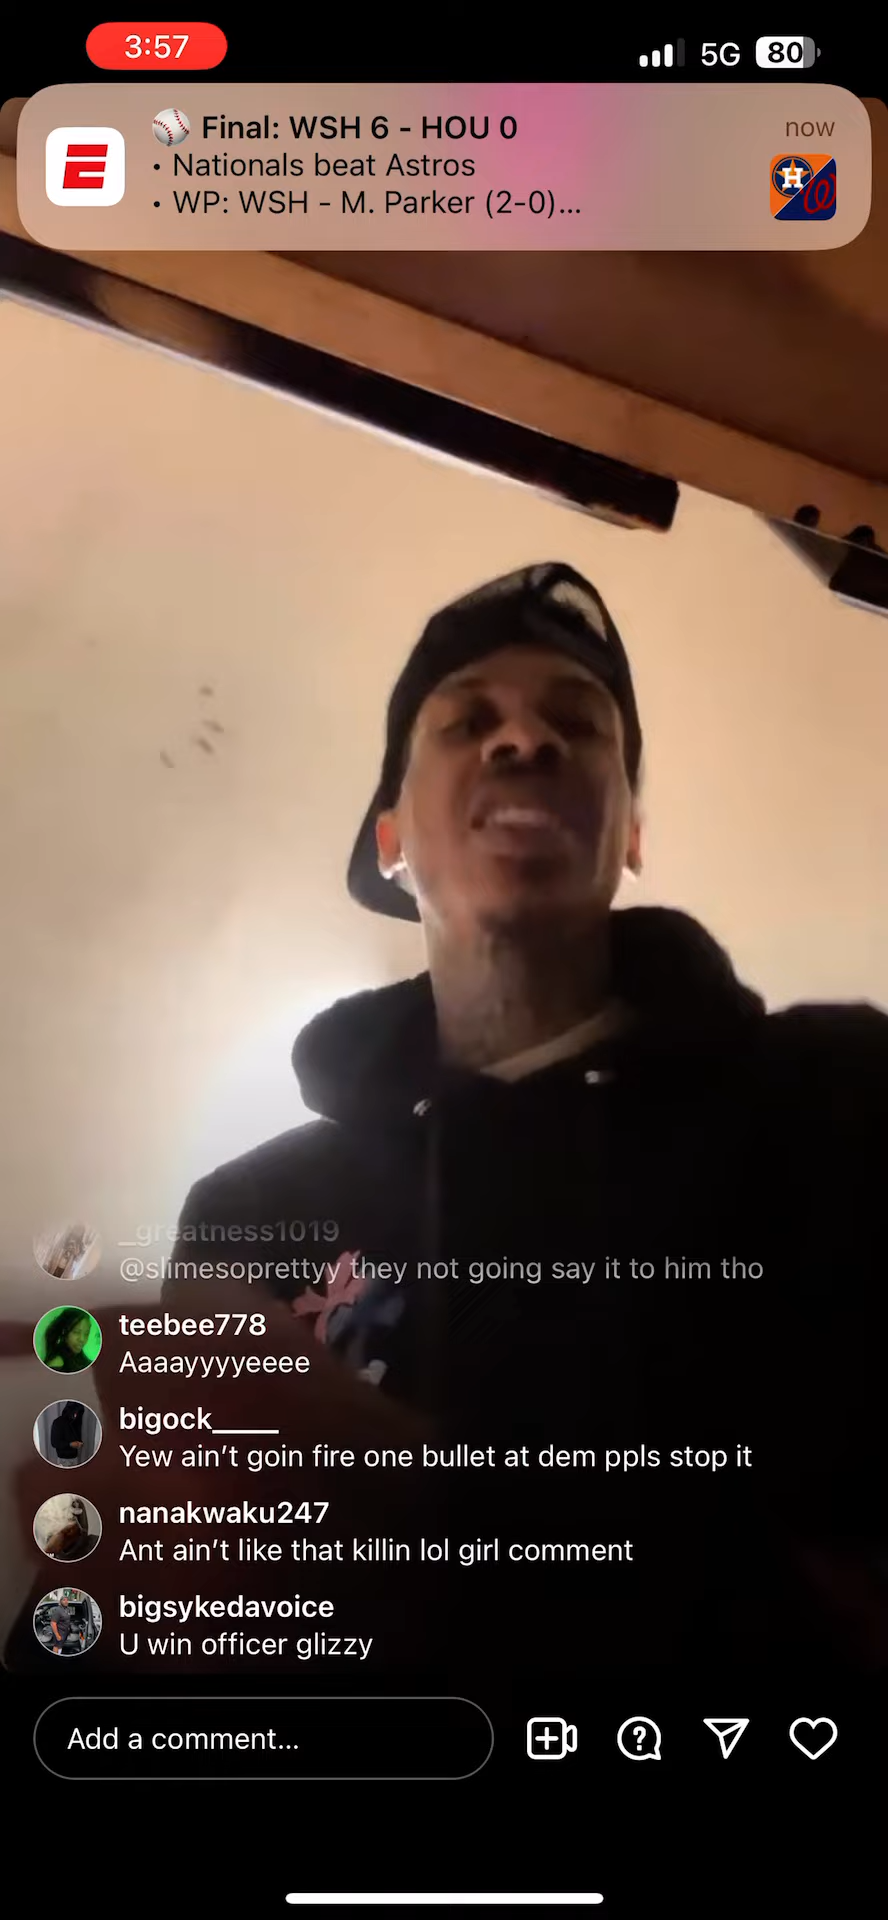 3:57
5G
80
Final: WSH 6 - HOU 0
now
• Nationals beat Astros
• WP: WSH - M. Parker (2-0)...
_greatness1019
@slimesoprettyy they not going say it to him tho
teebee778
Aaaayyyyeeee
bigock_____
Yew ain’t goin fire one bullet at dem ppls stop it
nanakwaku247
Ant ain’t like that killin lol girl comment
bigsykedavoice
U win officer glizzy
Add a comment...